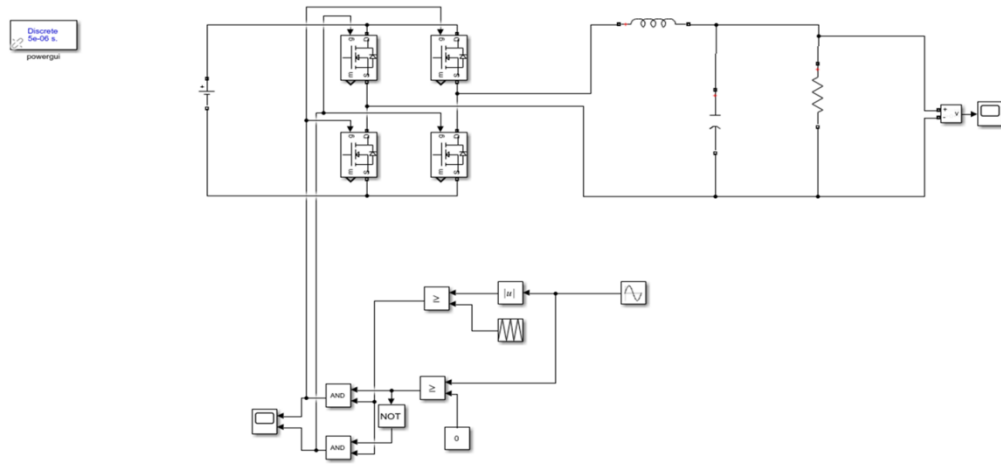 Discrete
5e-06 s.
powergui
g
D
g
D
m
S
m
S
g
D
g
D
m
S
m
S
+
+
-
v
≥
|u|
≥
AND
NOT
0
AND